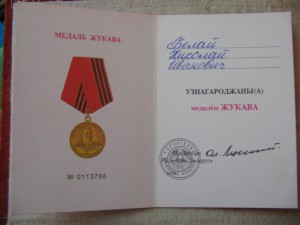 МЕДАЛЬ ЖУКАВА
№ 0113786
Белай
Николай
Иванович
УЗНАГАРОДЖАНЫ(А)
медалём ЖУКАВА